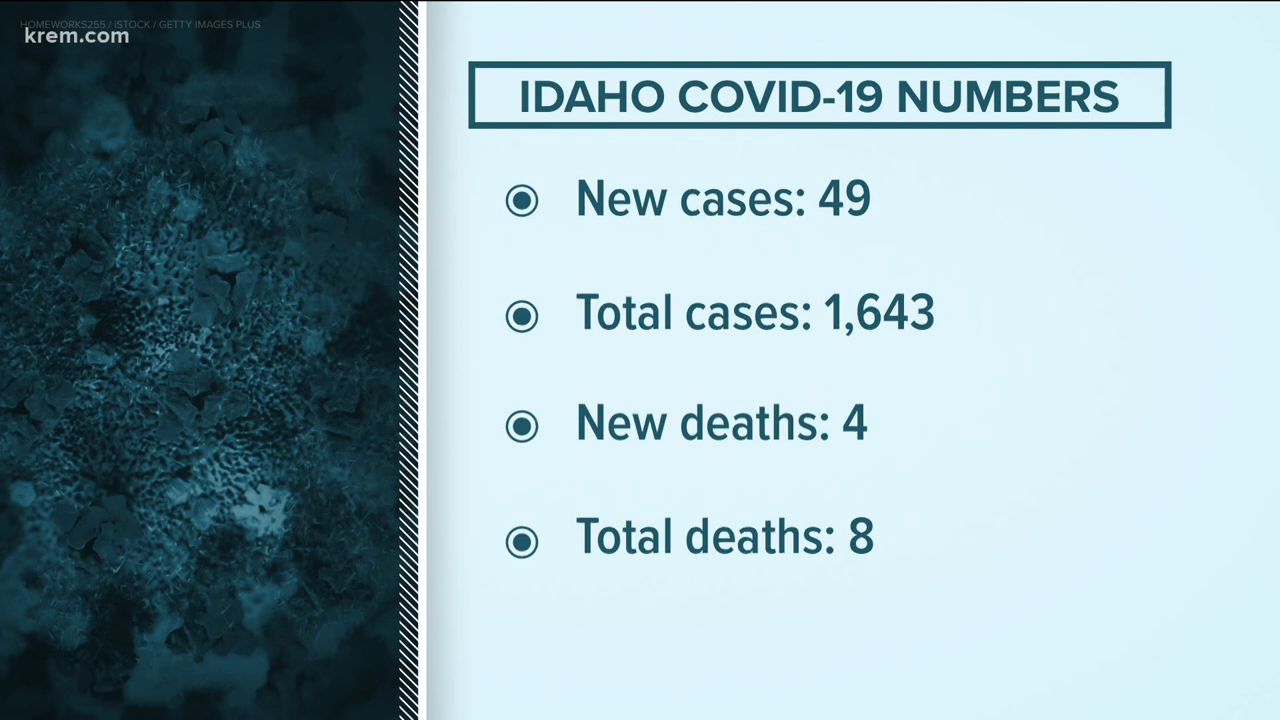 HOMEWORKS255 / iSTOCK / GETTY IMAGES PLUS
krem.com
IDAHO COVID-19 NUMBERS
New cases: 49
Total cases: 1,643
New deaths: 4
Total deaths: 8